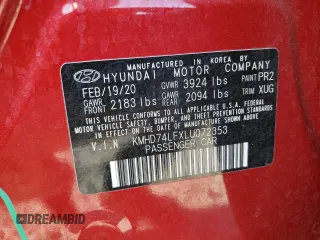 MANUFACTURED IN KOREA BY
HYUNDAI MOTOR COMPANY
FEB/19/20 GVWR 3924 lbs PAINT PR2
GAWR FRT 2183 lbs GAWR RR 2094 lbs TRIM XUG
THIS VEHICLE CONFORMS TO ALL APPLICABLE U.S. FEDERAL MOTOR
VEHICLE SAFETY, BUMPER, AND THEFT PREVENTION STANDARDS
IN EFFECT ON THE DATE OF MANUFACTURE SHOWN ABOVE.
V.I.N. KMHD74LFXLU072353
PASSENGER CAR
DREAMBID